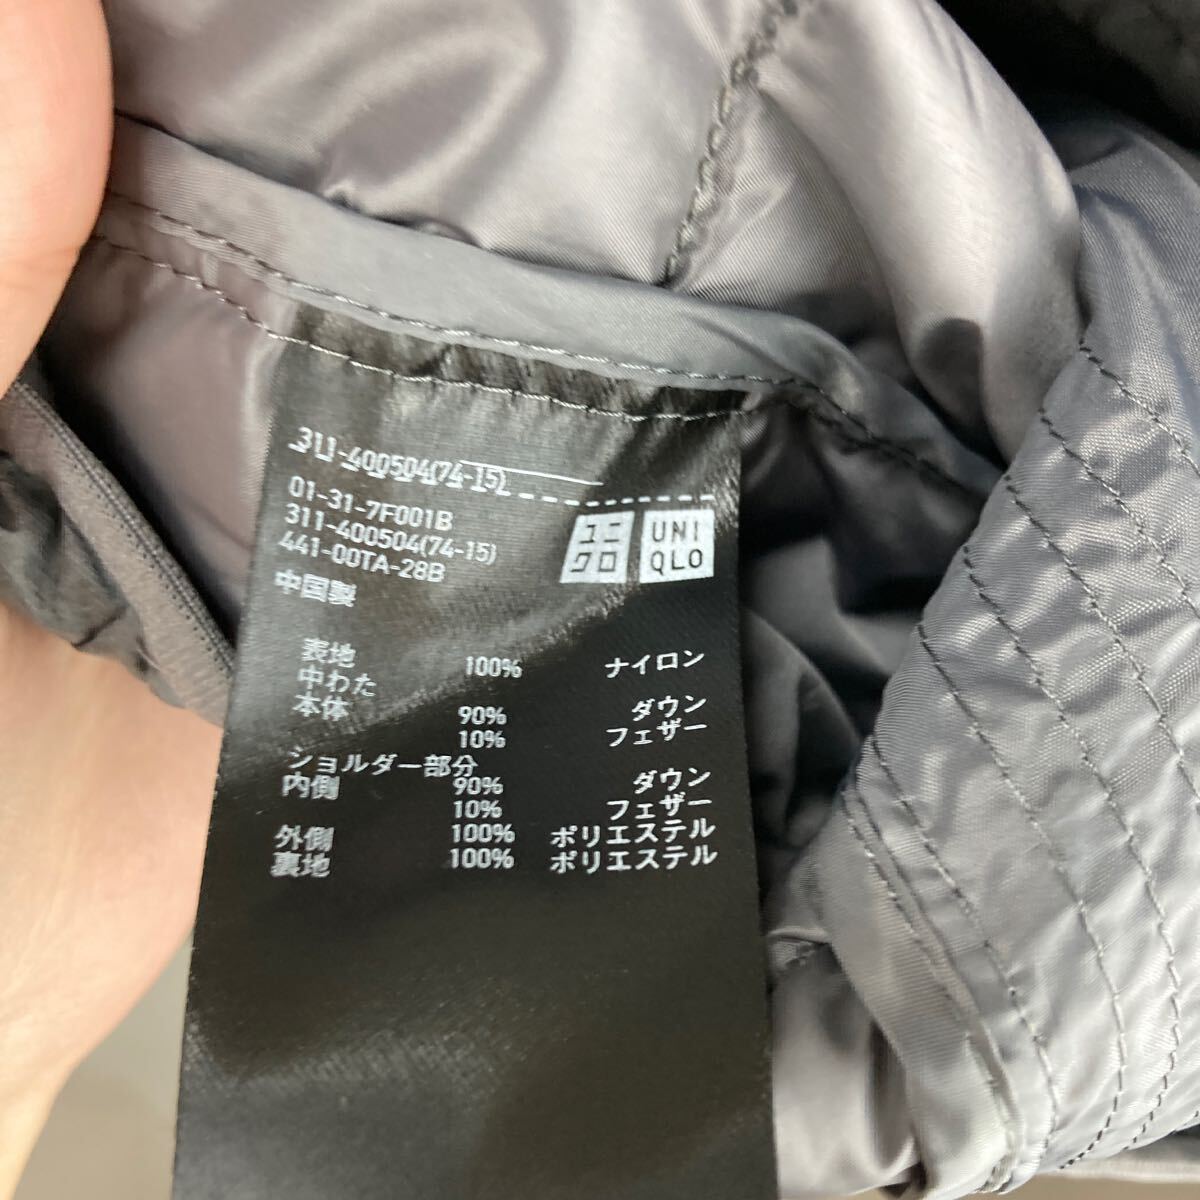 311-400504(74-15)
01-31-7F001B
311-400504(74-15)
441-00TA-28B
中国製
ユニ
クロ
UNI
QLO
表地 100% ナイロン
中わた
本体 90% ダウン
10% フェザー
ショルダー部分
内側 90% ダウン
10% フェザー
外側 100% ポリエステル
裏地 100% ポリエステル